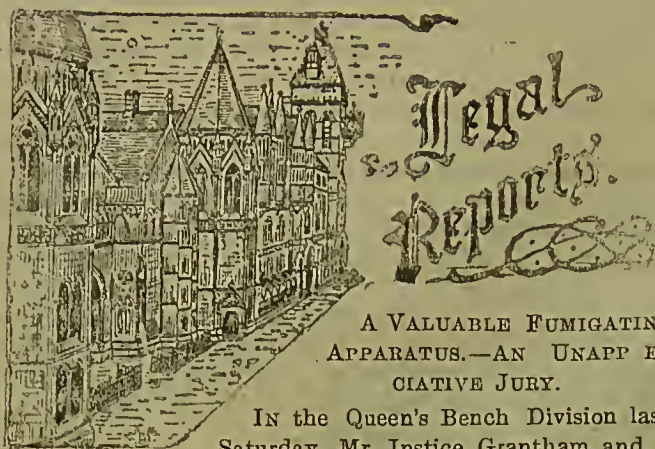 Legal
Reports.
A VALUABLE FUMIGATIN
APPARATUS.—AN UNAPP E
CIATIVE JURY.
IN the Queen's Bench Division las
Saturday, Mr. Justice Grantham and